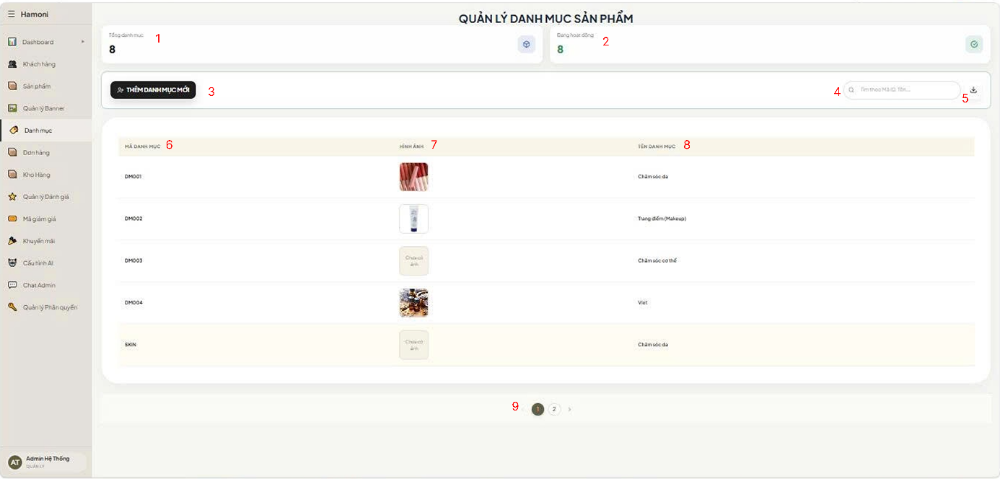 Hamoni
Dashboard
Khách hàng
Sản phẩm
Quản lý Banner
Danh mục
Đơn hàng
Kho Hàng
Quản lý Đánh giá
Mã giảm giá
Khuyến mãi
Cấu hình AI
Chat Admin
Quản lý Phân quyền
AT
Admin Hệ Thống
QUẢN LÝ
QUẢN LÝ DANH MỤC SẢN PHẨM
Tổng danh mục 1
8
Đang hoạt động 2
8
THÊM DANH MỤC MỚI 3
4 Tìm theo Mã ID, Tên... 5
MÃ DANH MỤC 6 HÌNH ẢNH 7 TÊN DANH MỤC 8
DM001 Chăm sóc da
DM002 Trang điểm (Makeup)
DM003 Chưa có ảnh Chăm sóc cơ thể
DM004 Viet
SKIN Chưa có ảnh Chăm sóc da
9 1 2